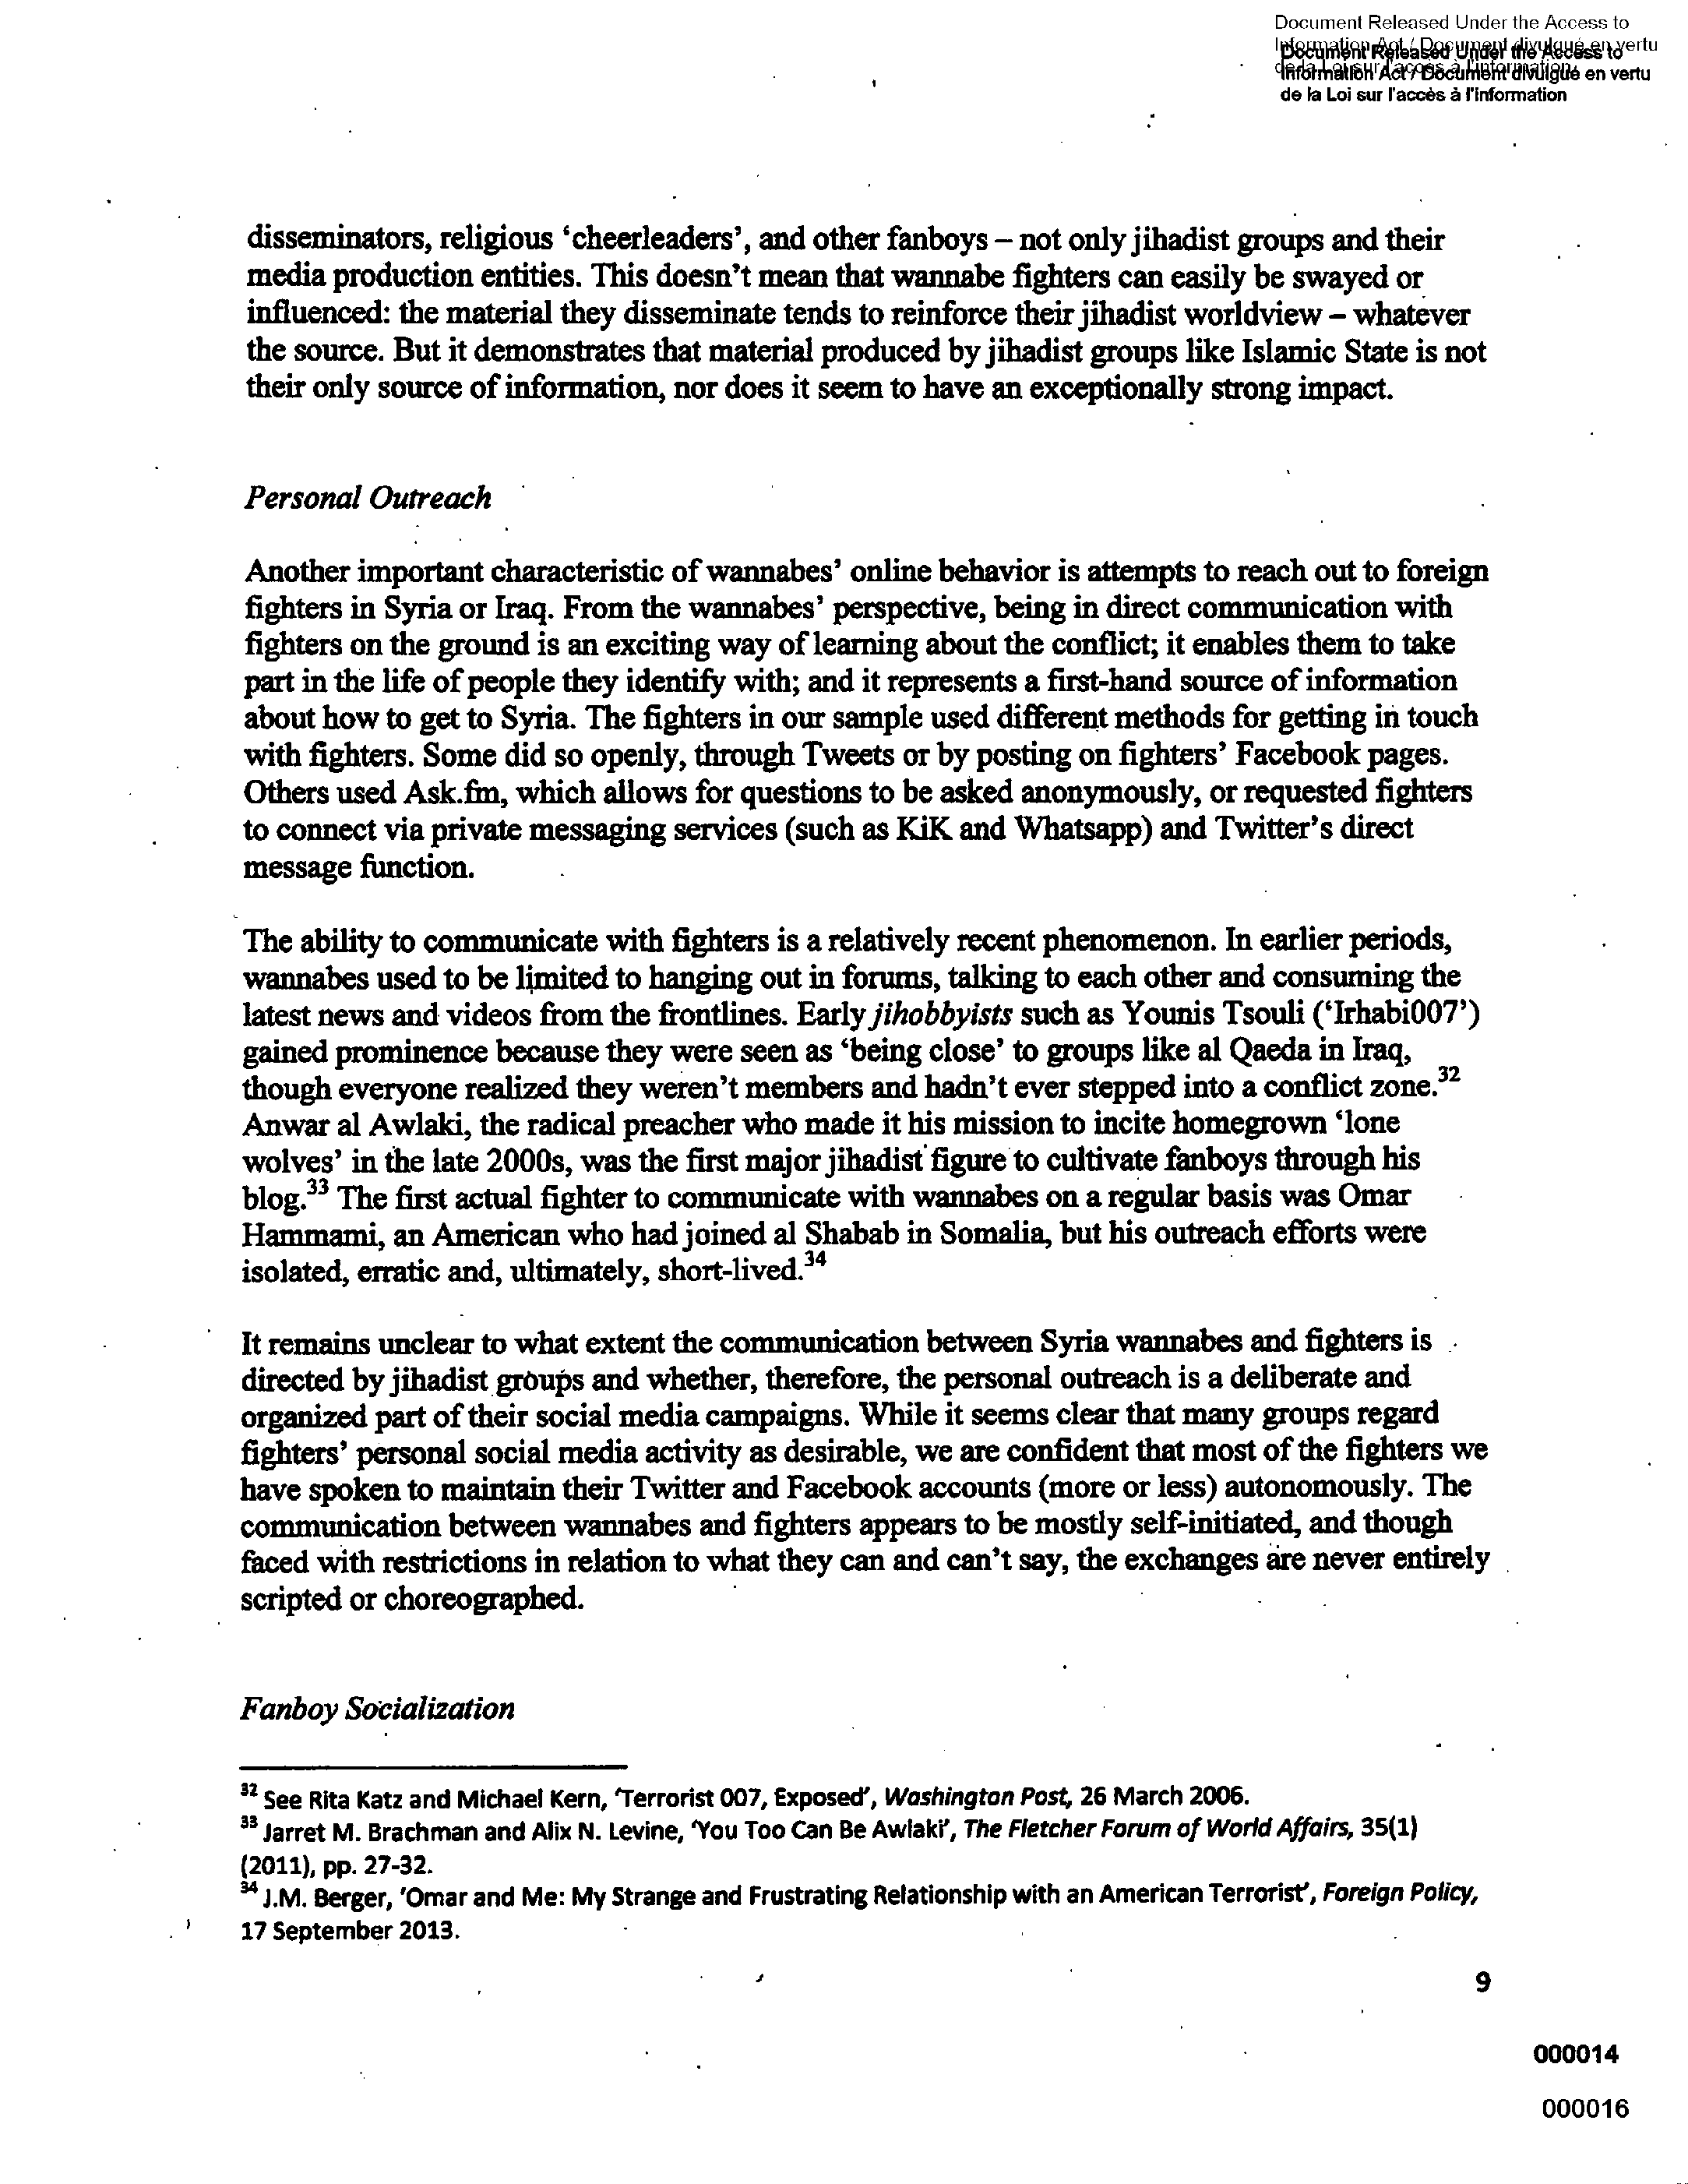 Document Released Under the Access to
Information Act / Document divulgué en vertu
de la Loi sur l'accès à l'information
Document Released Under the Access to
Information Act / Document divulgué en vertu
de la Loi sur l'accès à l'information
disseminators, religious ‘cheerleaders’, and other fanboys – not only jihadist groups and their
media production entities. This doesn’t mean that wannabe fighters can easily be swayed or
influenced: the material they disseminate tends to reinforce their jihadist worldview – whatever
the source. But it demonstrates that material produced by jihadist groups like Islamic State is not
their only source of information, nor does it seem to have an exceptionally strong impact.
Personal Outreach
Another important characteristic of wannabes’ online behavior is attempts to reach out to foreign
fighters in Syria or Iraq. From the wannabes’ perspective, being in direct communication with
fighters on the ground is an exciting way of learning about the conflict; it enables them to take
part in the life of people they identify with; and it represents a first-hand source of information
about how to get to Syria. The fighters in our sample used different methods for getting in touch
with fighters. Some did so openly, through Tweets or by posting on fighters’ Facebook pages.
Others used Ask.fm, which allows for questions to be asked anonymously, or requested fighters
to connect via private messaging services (such as KiK and Whatsapp) and Twitter’s direct
message function.
The ability to communicate with fighters is a relatively recent phenomenon. In earlier periods,
wannabes used to be limited to hanging out in forums, talking to each other and consuming the
latest news and videos from the frontlines. Early jihobbyists such as Younis Tsouli (‘Irhabi007’)
gained prominence because they were seen as ‘being close’ to groups like al Qaeda in Iraq,
though everyone realized they weren’t members and hadn’t ever stepped into a conflict zone.32
Anwar al Awlaki, the radical preacher who made it his mission to incite homegrown ‘lone
wolves’ in the late 2000s, was the first major jihadist figure to cultivate fanboys through his
blog.33 The first actual fighter to communicate with wannabes on a regular basis was Omar
Hammami, an American who had joined al Shabab in Somalia, but his outreach efforts were
isolated, erratic and, ultimately, short-lived.34
It remains unclear to what extent the communication between Syria wannabes and fighters is
directed by jihadist groups and whether, therefore, the personal outreach is a deliberate and
organized part of their social media campaigns. While it seems clear that many groups regard
fighters’ personal social media activity as desirable, we are confident that most of the fighters we
have spoken to maintain their Twitter and Facebook accounts (more or less) autonomously. The
communication between wannabes and fighters appears to be mostly self-initiated, and though
faced with restrictions in relation to what they can and can’t say, the exchanges are never entirely
scripted or choreographed.
Fanboy Socialization
32 See Rita Katz and Michael Kern, ‘Terrorist 007, Exposed’, Washington Post, 26 March 2006.
33 Jarret M. Brachman and Alix N. Levine, ‘You Too Can Be Awlaki’, The Fletcher Forum of World Affairs, 35(1)
(2011), pp. 27-32.
34 J.M. Berger, ‘Omar and Me: My Strange and Frustrating Relationship with an American Terrorist’, Foreign Policy,
17 September 2013.
9
000014
000016